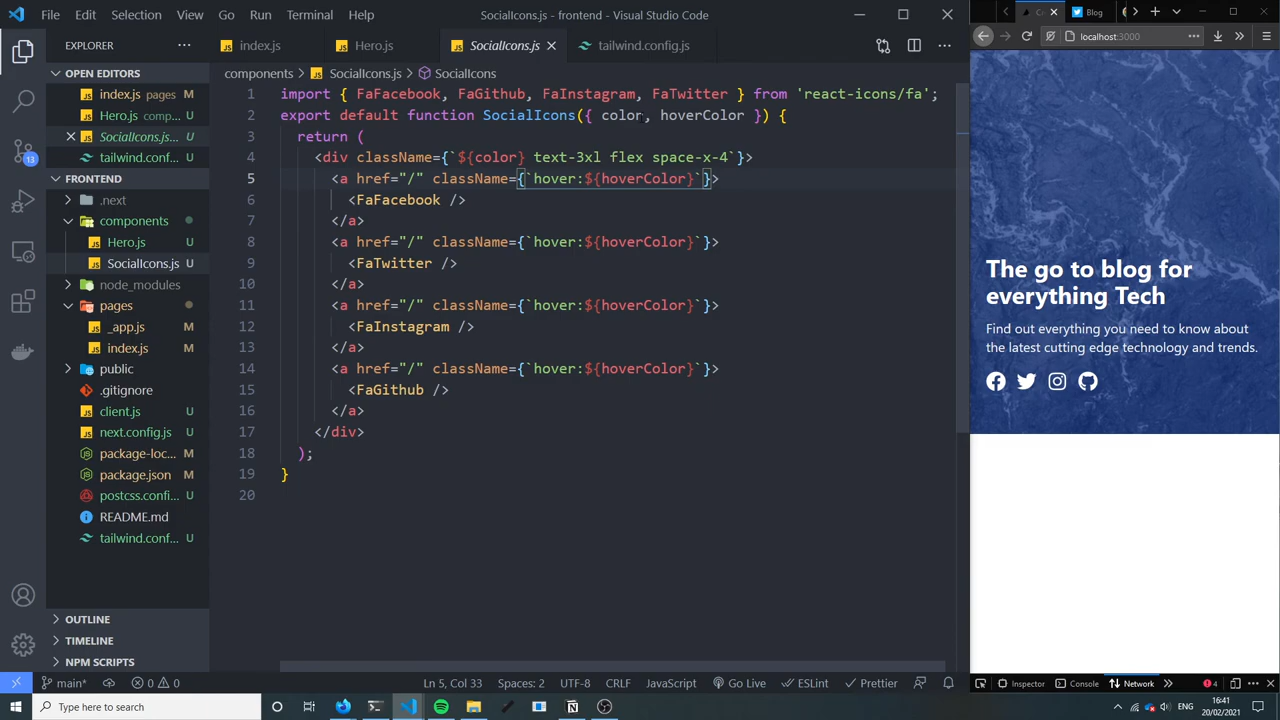 File Edit Selection View Go Run Terminal Help SocialIcons.js - frontend - Visual Studio Code
Blog
EXPLORER
index.js Hero.js SocialIcons.js tailwind.config.js
localhost:3000
OPEN EDITORS
index.js pages
Hero.js U
SocialIcons.js... U
tailwind.conf... U
FRONTEND
.next
components
Hero.js U
SocialIcons.js U
node_modules
pages
_app.js U
index.js U
public
.gitignore
client.js U
next.config.js U
package-loc... M
package.json M
postcss.confi... U
README.md
tailwind.conf... U
OUTLINE
TIMELINE
NPM SCRIPTS
13
components > SocialIcons.js > SocialIcons
1 import { FaFacebook, FaGithub, FaInstagram, FaTwitter } from 'react-icons/fa';
2 export default function SocialIcons({ color, hoverColor }) {
3 return (
4 <div className={`${color} text-3xl flex space-x-4`}>
5 <a href="/" className={`hover:${hoverColor}`}>
6 <FaFacebook />
7 </a>
8 <a href="/" className={`hover:${hoverColor}`}>
9 <FaTwitter />
10 </a>
11 <a href="/" className={`hover:${hoverColor}`}>
12 <FaInstagram />
13 </a>
14 <a href="/" className={`hover:${hoverColor}`}>
15 <FaGithub />
16 </a>
17 </div>
18 );
19 }
20
The go to blog for
everything Tech
Find out everything you need to know about
the latest cutting edge technology and trends.
main* 0 0 Ln 5, Col 33 Spaces: 2 UTF-8 CRLF JavaScript Go Live ESLint Prettier
Inspector Console Network 4
Type here to search
ENG 16:41
20/02/2021